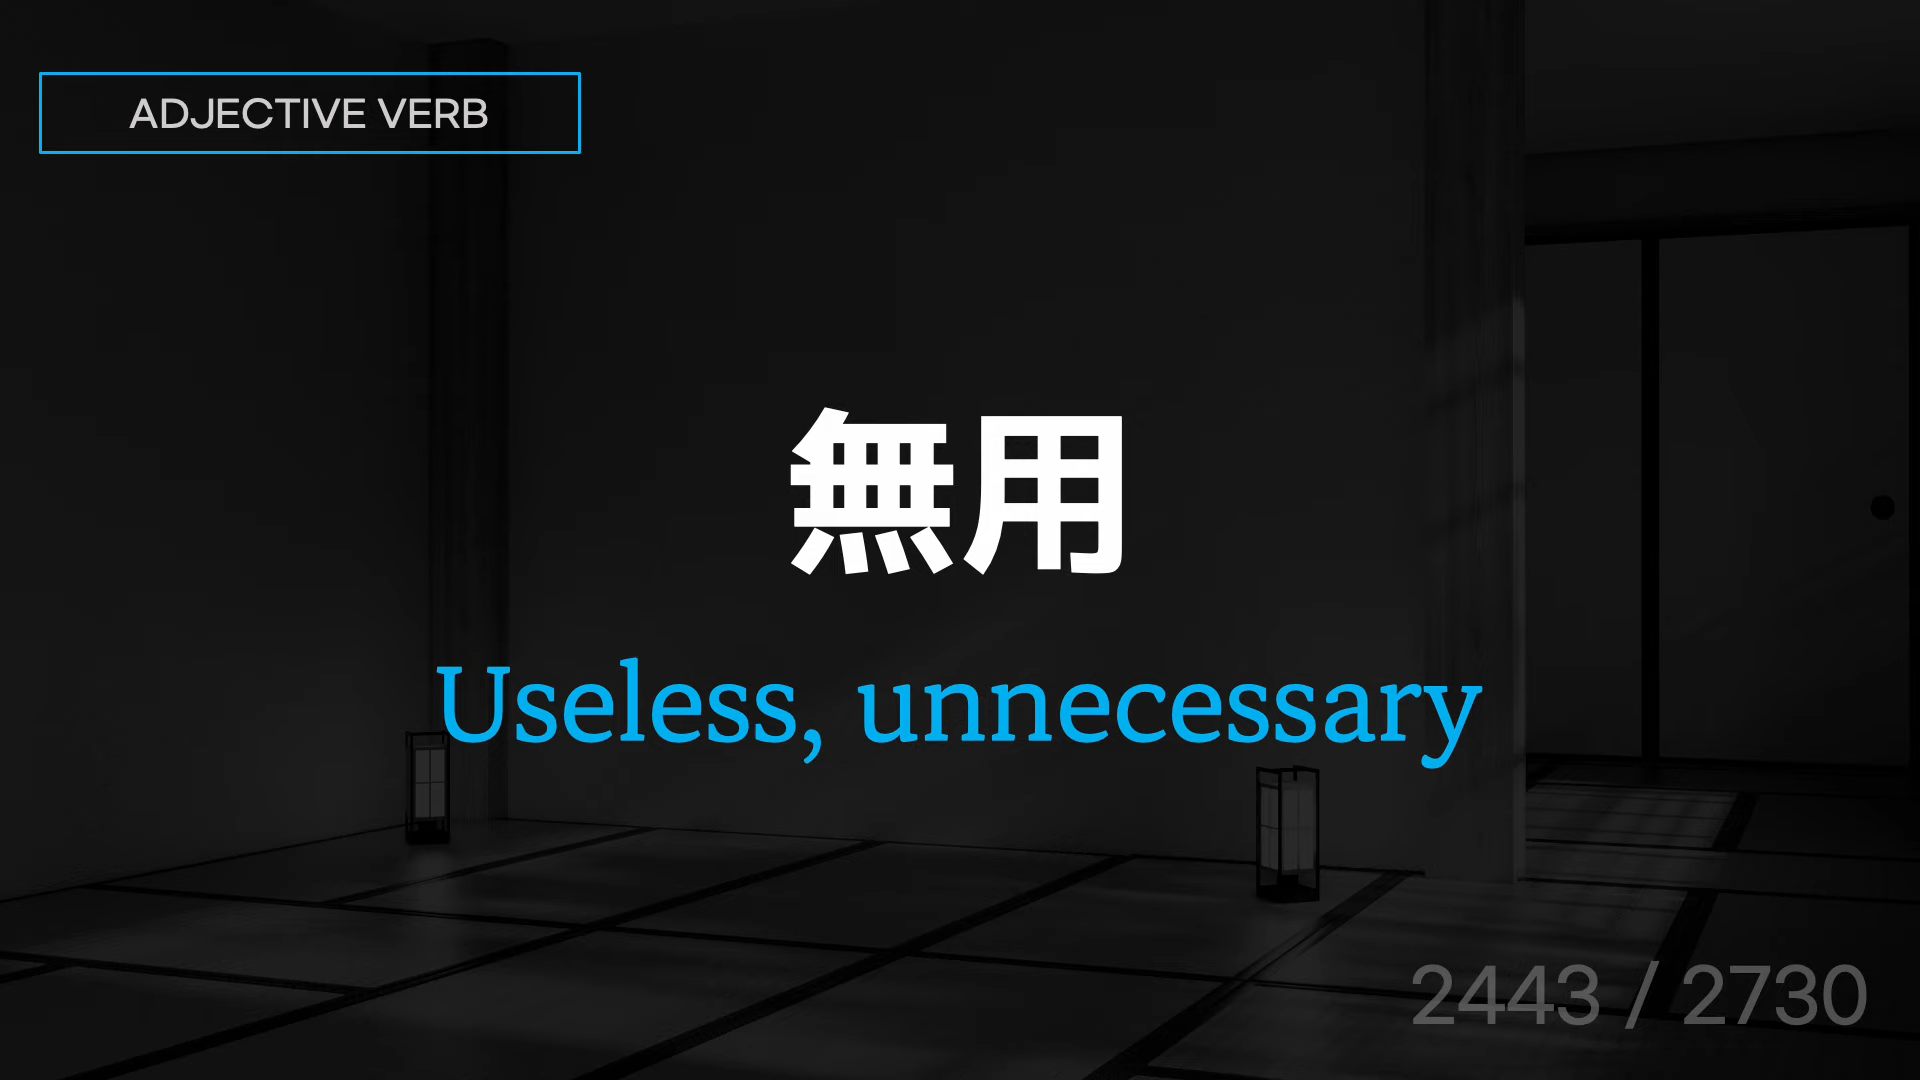 ADJECTIVE VERB
無用
Useless, unnecessary
2443 / 2730